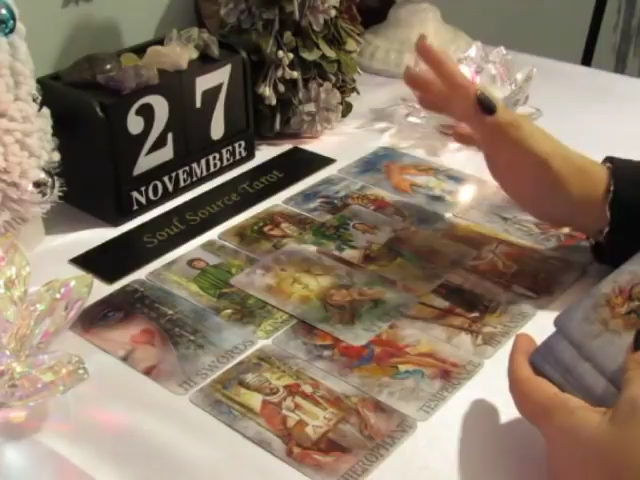 27
NOVEMBER
Soul Source Tarot
III SWORDS
TEMPERANCE
HIEROPHANT